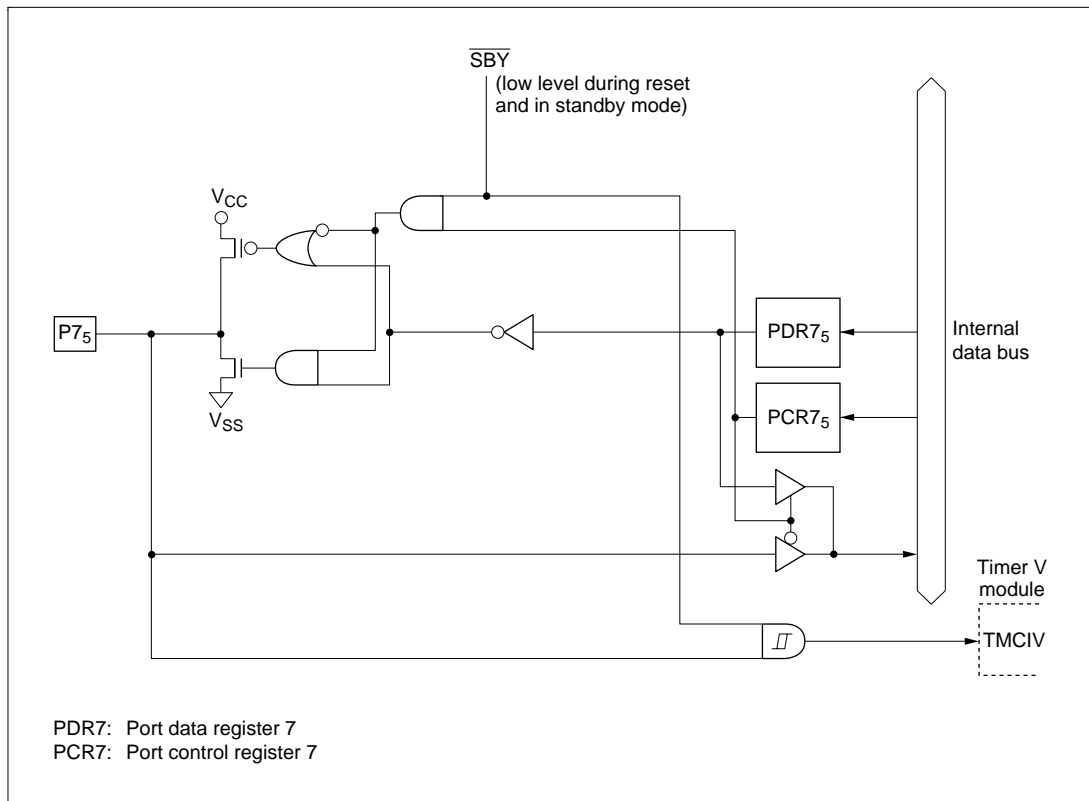 SBY
(low level during reset
and in standby mode)
VCC
P75
PDR75
Internal
data bus
PCR75
VSS
Timer V
module
TMCIV
PDR7: Port data register 7
PCR7: Port control register 7